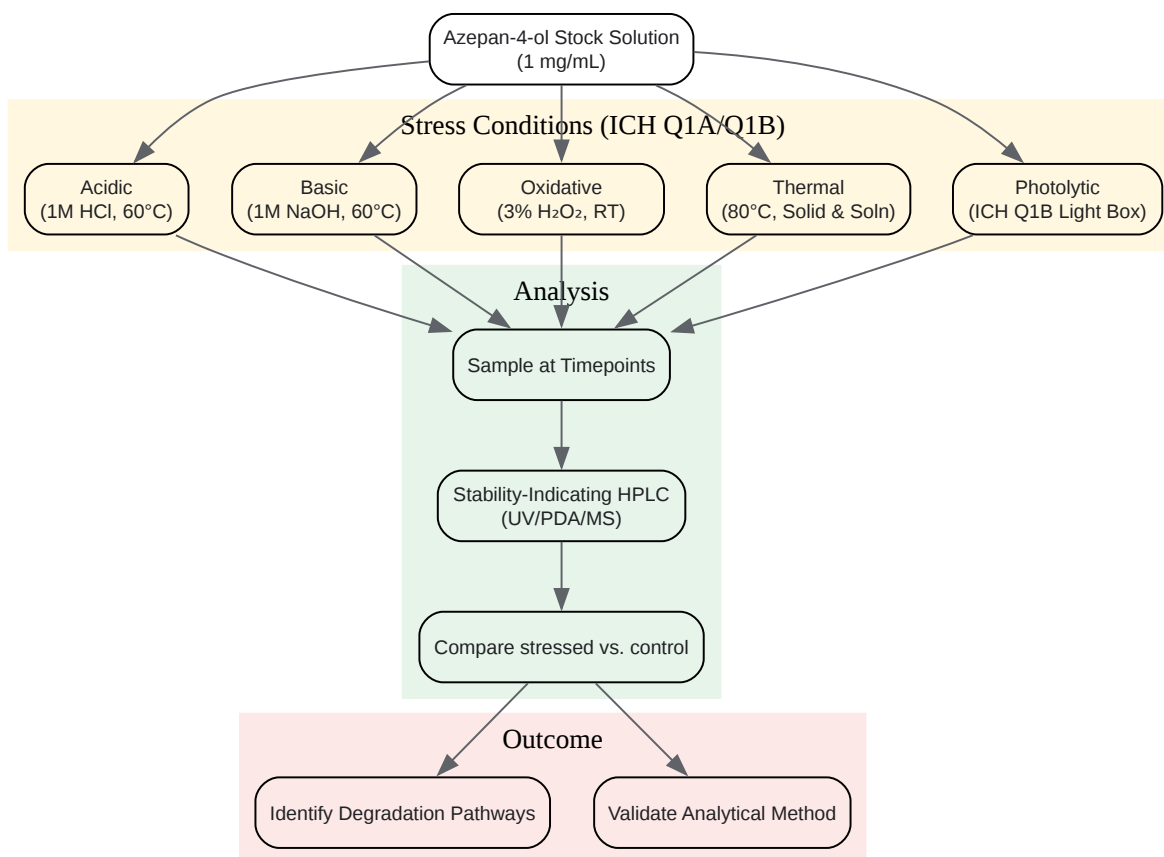 Azepan-4-ol Stock Solution
(1 mg/mL)
Stress Conditions (ICH Q1A/Q1B)
Acidic
(1M HCl, 60°C)
Basic
(1M NaOH, 60°C)
Oxidative
(3% H₂O₂, RT)
Thermal
(80°C, Solid & Soln)
Photolytic
(ICH Q1B Light Box)
Analysis
Sample at Timepoints
Stability-Indicating HPLC
(UV/PDA/MS)
Compare stressed vs. control
Outcome
Identify Degradation Pathways
Validate Analytical Method